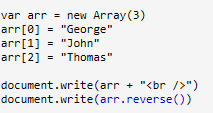 var arr = new Array(3)
arr[0] = "George"
arr[1] = "John"
arr[2] = "Thomas"
document.write(arr + "<br />")
document.write(arr.reverse())